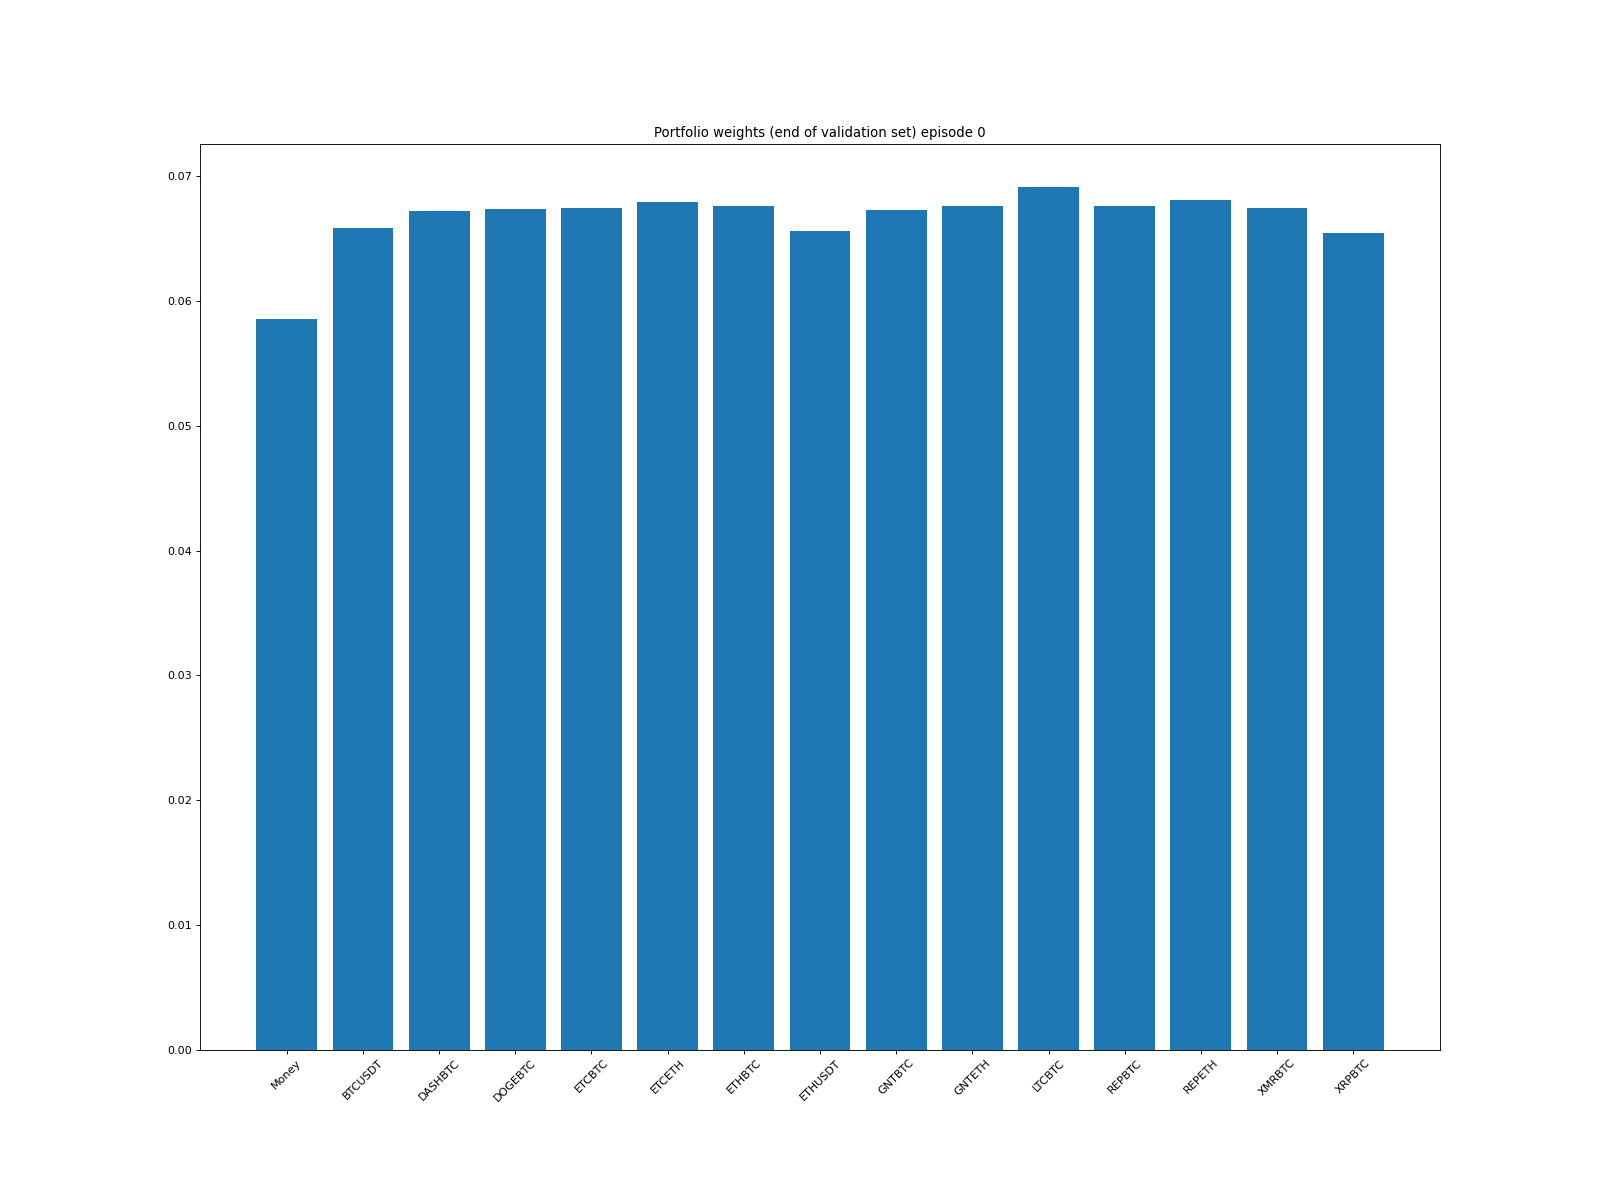 Portfolio weights (end of validation set) episode 0
0.07
0.06
0.05
0.04
0.03
0.02
0.01
0.00
Money
BTCUSDT
DASHBTC
DOGEBTC
ETCBTC
ETCETH
ETHBTC
ETHUSDT
GNTBTC
GNTETH
LTCBTC
REPBTC
REPETH
XMRBTC
XRPBTC